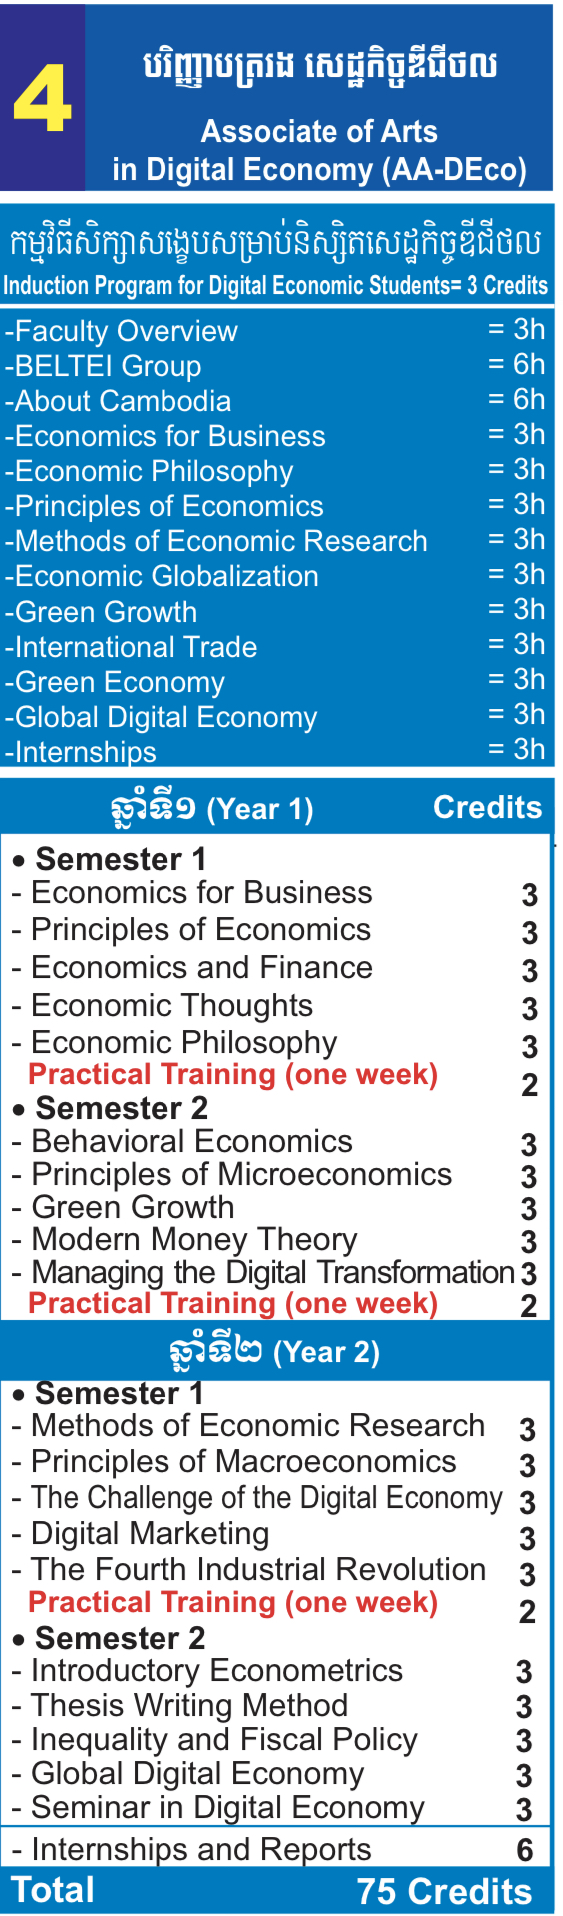 4
បរិញ្ញាបត្ររង សេដ្ឋកិច្ចឌីជីថល
Associate of Arts
in Digital Economy (AA-DEco)
កម្មវិធីសិក្សាសង្ខេបសម្រាប់និស្សិតសេដ្ឋកិច្ចឌីជីថល
Induction Program for Digital Economic Students= 3 Credits
-Faculty Overview = 3h
-BELTEI Group = 6h
-About Cambodia = 6h
-Economics for Business = 3h
-Economic Philosophy = 3h
-Principles of Economics = 3h
-Methods of Economic Research = 3h
-Economic Globalization = 3h
-Green Growth = 3h
-International Trade = 3h
-Green Economy = 3h
-Global Digital Economy = 3h
-Internships = 3h
ឆ្នាំទី១ (Year 1) Credits
• Semester 1
- Economics for Business 3
- Principles of Economics 3
- Economics and Finance 3
- Economic Thoughts 3
- Economic Philosophy 3
Practical Training (one week) 2
• Semester 2
- Behavioral Economics 3
- Principles of Microeconomics 3
- Green Growth 3
- Modern Money Theory 3
- Managing the Digital Transformation 3
Practical Training (one week) 2
ឆ្នាំទី២ (Year 2)
• Semester 1
- Methods of Economic Research 3
- Principles of Macroeconomics 3
- The Challenge of the Digital Economy 3
- Digital Marketing 3
- The Fourth Industrial Revolution 3
Practical Training (one week) 2
• Semester 2
- Introductory Econometrics 3
- Thesis Writing Method 3
- Inequality and Fiscal Policy 3
- Global Digital Economy 3
- Seminar in Digital Economy 3
- Internships and Reports 6
Total 75 Credits